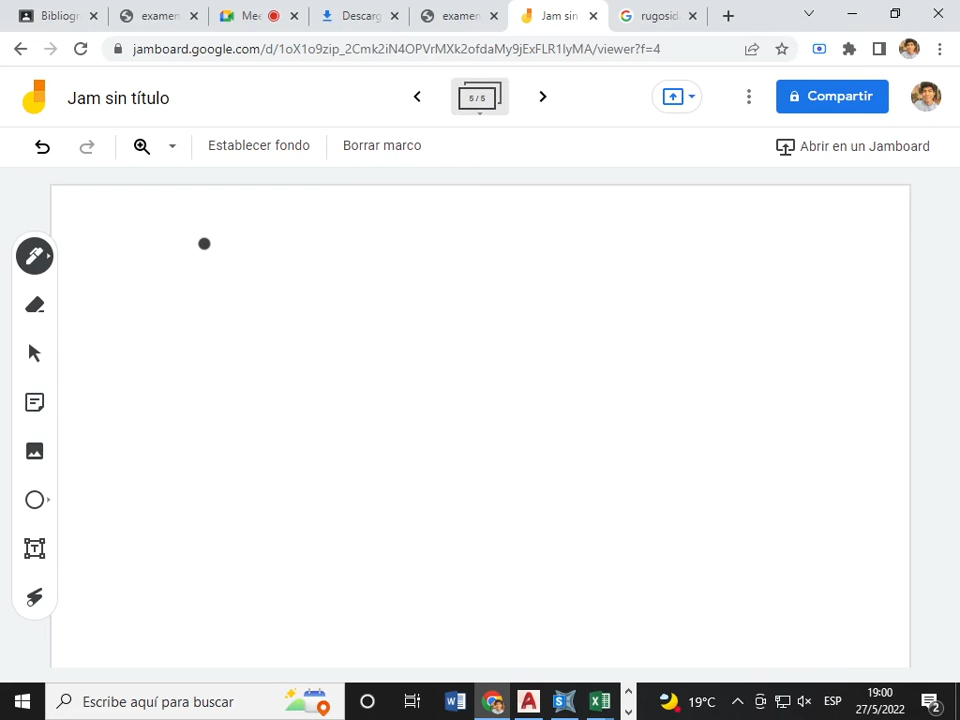 Bibliogr
examen
Mee
Descarg
examen
Jam sin
rugosid
jamboard.google.com/d/1oX1o9zip_2Cmk2iN4OPVrMXk2ofdaMy9jExFLR1lyMA/viewer?f=4
Jam sin título
5 / 5
Compartir
Establecer fondo
Borrar marco
Abrir en un Jamboard
Escribe aquí para buscar
19°C
ESP
19:00
27/5/2022
2